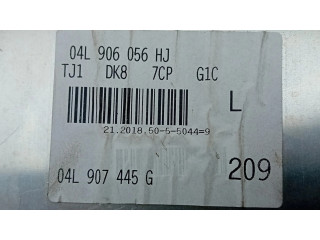 04L 906 056 HJ
TJ1 DK8 7CP G1C
L
21.2018.50-5-5044=9
04L 907 445 G 209